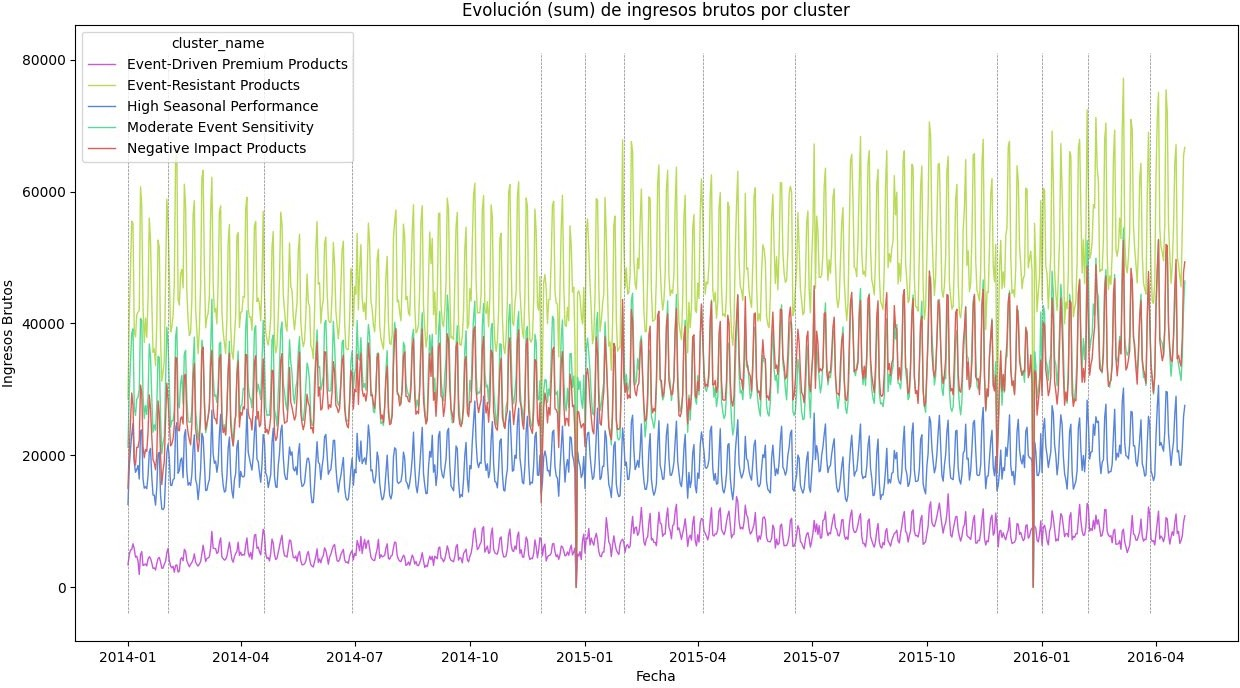 Evolución (sum) de ingresos brutos por cluster
cluster_name
Event-Driven Premium Products
Event-Resistant Products
High Seasonal Performance
Moderate Event Sensitivity
Negative Impact Products
Ingresos Brutos
80000
60000
40000
20000
0
2014-01 2014-04 2014-07 2014-10 2015-01 2015-04 2015-07 2015-10 2016-01 2016-04
Fecha